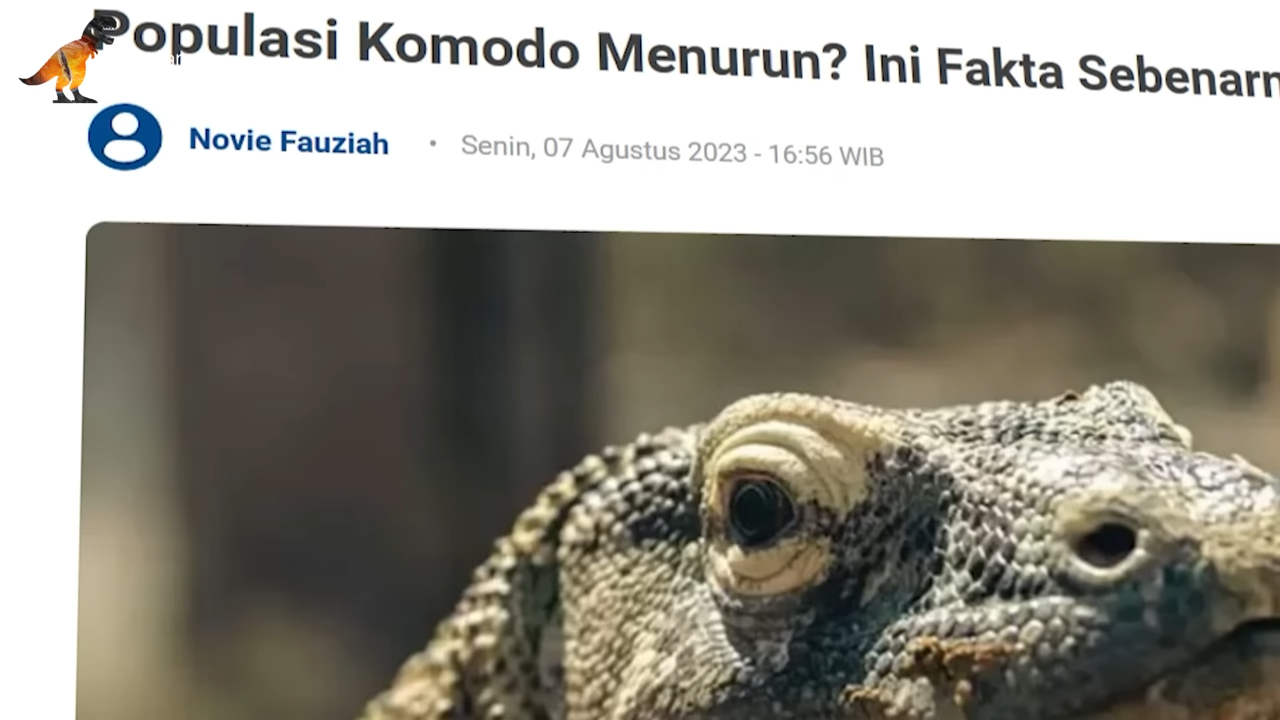 Populasi Komodo Menurun? Ini Fakta Sebenarn
Novie Fauziah • Senin, 07 Agustus 2023 - 16:56 WIB